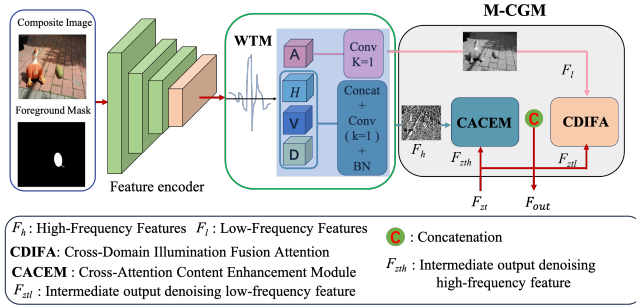 Composite Image
Foreground Mask
Feature encoder
WTM
A
H
V
D
Conv
K=1
Concat
+
Conv
( k=1 )
+
BN
M-CGM
F_l
F_h
CACEM
C
CDIFA
F_zth
F_ztl
F_zt
F_out
F_h : High-Frequency Features F_l : Low-Frequency Features
CDIFA: Cross-Domain Illumination Fusion Attention
CACEM : Cross-Attention Content Enhancement Module
F_ztl : Intermediate output denoising low-frequency feature
C : Concatenation
F_zth : Intermediate output denoising
high-frequency feature